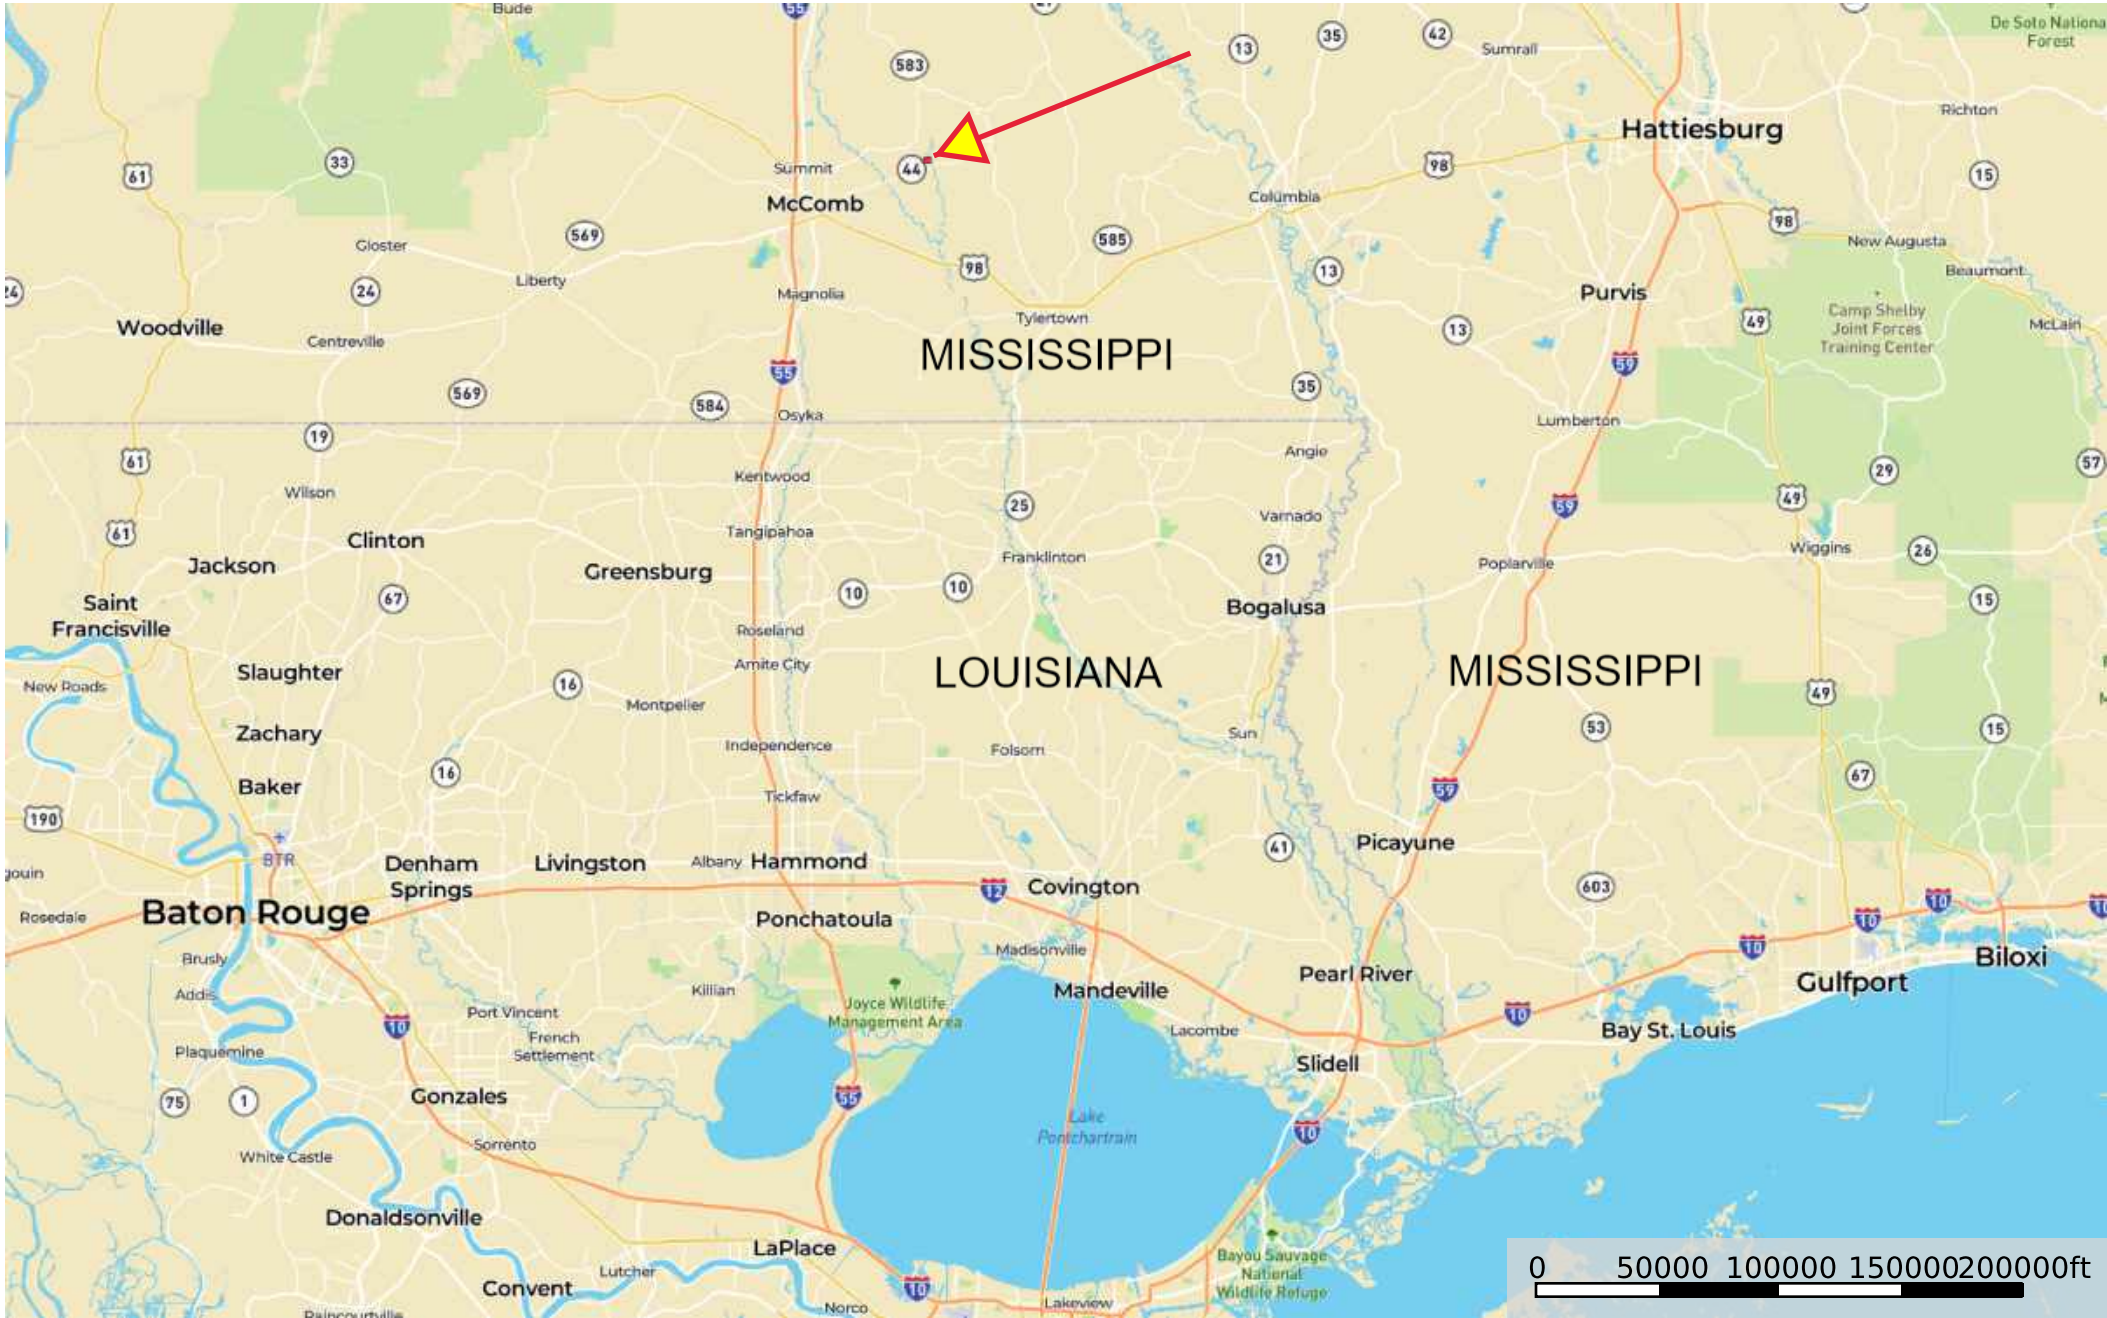 Bude
55
583
13
35
42
Sumrall
De Soto Nationa
Forest
Richton
Hattiesburg
61
33
Summit
44
98
15
McComb
Columbia
98
Gloster
569
585
New Augusta
98
Liberty
13
Beaumont
24
24
Magnolia
Purvis
Camp Shelby
Joint Forces
Training Center
Woodville
Tylertown
13
49
McLain
Centreville
MISSISSIPPI
55
59
569
584
35
Osyka
Lumberton
19
61
Angie
29
57
Kentwood
Wilson
25
59
49
Varnado
61
Tangipahoa
Clinton
Franklinton
21
Poplarville
Wiggins
26
Jackson
Greensburg
67
10
10
15
Saint
Francisville
Bogalusa
Roseland
Amite City
Slaughter
LOUISIANA
MISSISSIPPI
New Roads
16
49
Montpelier
Zachary
Independence
Folsom
Sun
53
15
16
67
Baker
Tickfaw
59
190
BTR
41
Picayune
Denham
Springs
Livingston
Albany
Hammond
gouin
12
Covington
603
10
10
10
Rosedale
Baton Rouge
Ponchatoula
10
Brusly
Madisonville
Biloxi
Addis
Killian
Joyce Wildlife
Management Area
Mandeville
Pearl River
Gulfport
Port Vincent
10
10
French
Settlement
Lacombe
Bay St. Louis
Plaquemine
Slidell
75
1
Gonzales
55
Lake
Pontchartrain
10
Sorrento
White Castle
Donaldsonville
LaPlace
Bayou Sauvage
National
Wildlife Refuge
Lutcher
Convent
10
Norco
Lakeview
Paincourtville
0 50000 100000 150000 200000ft